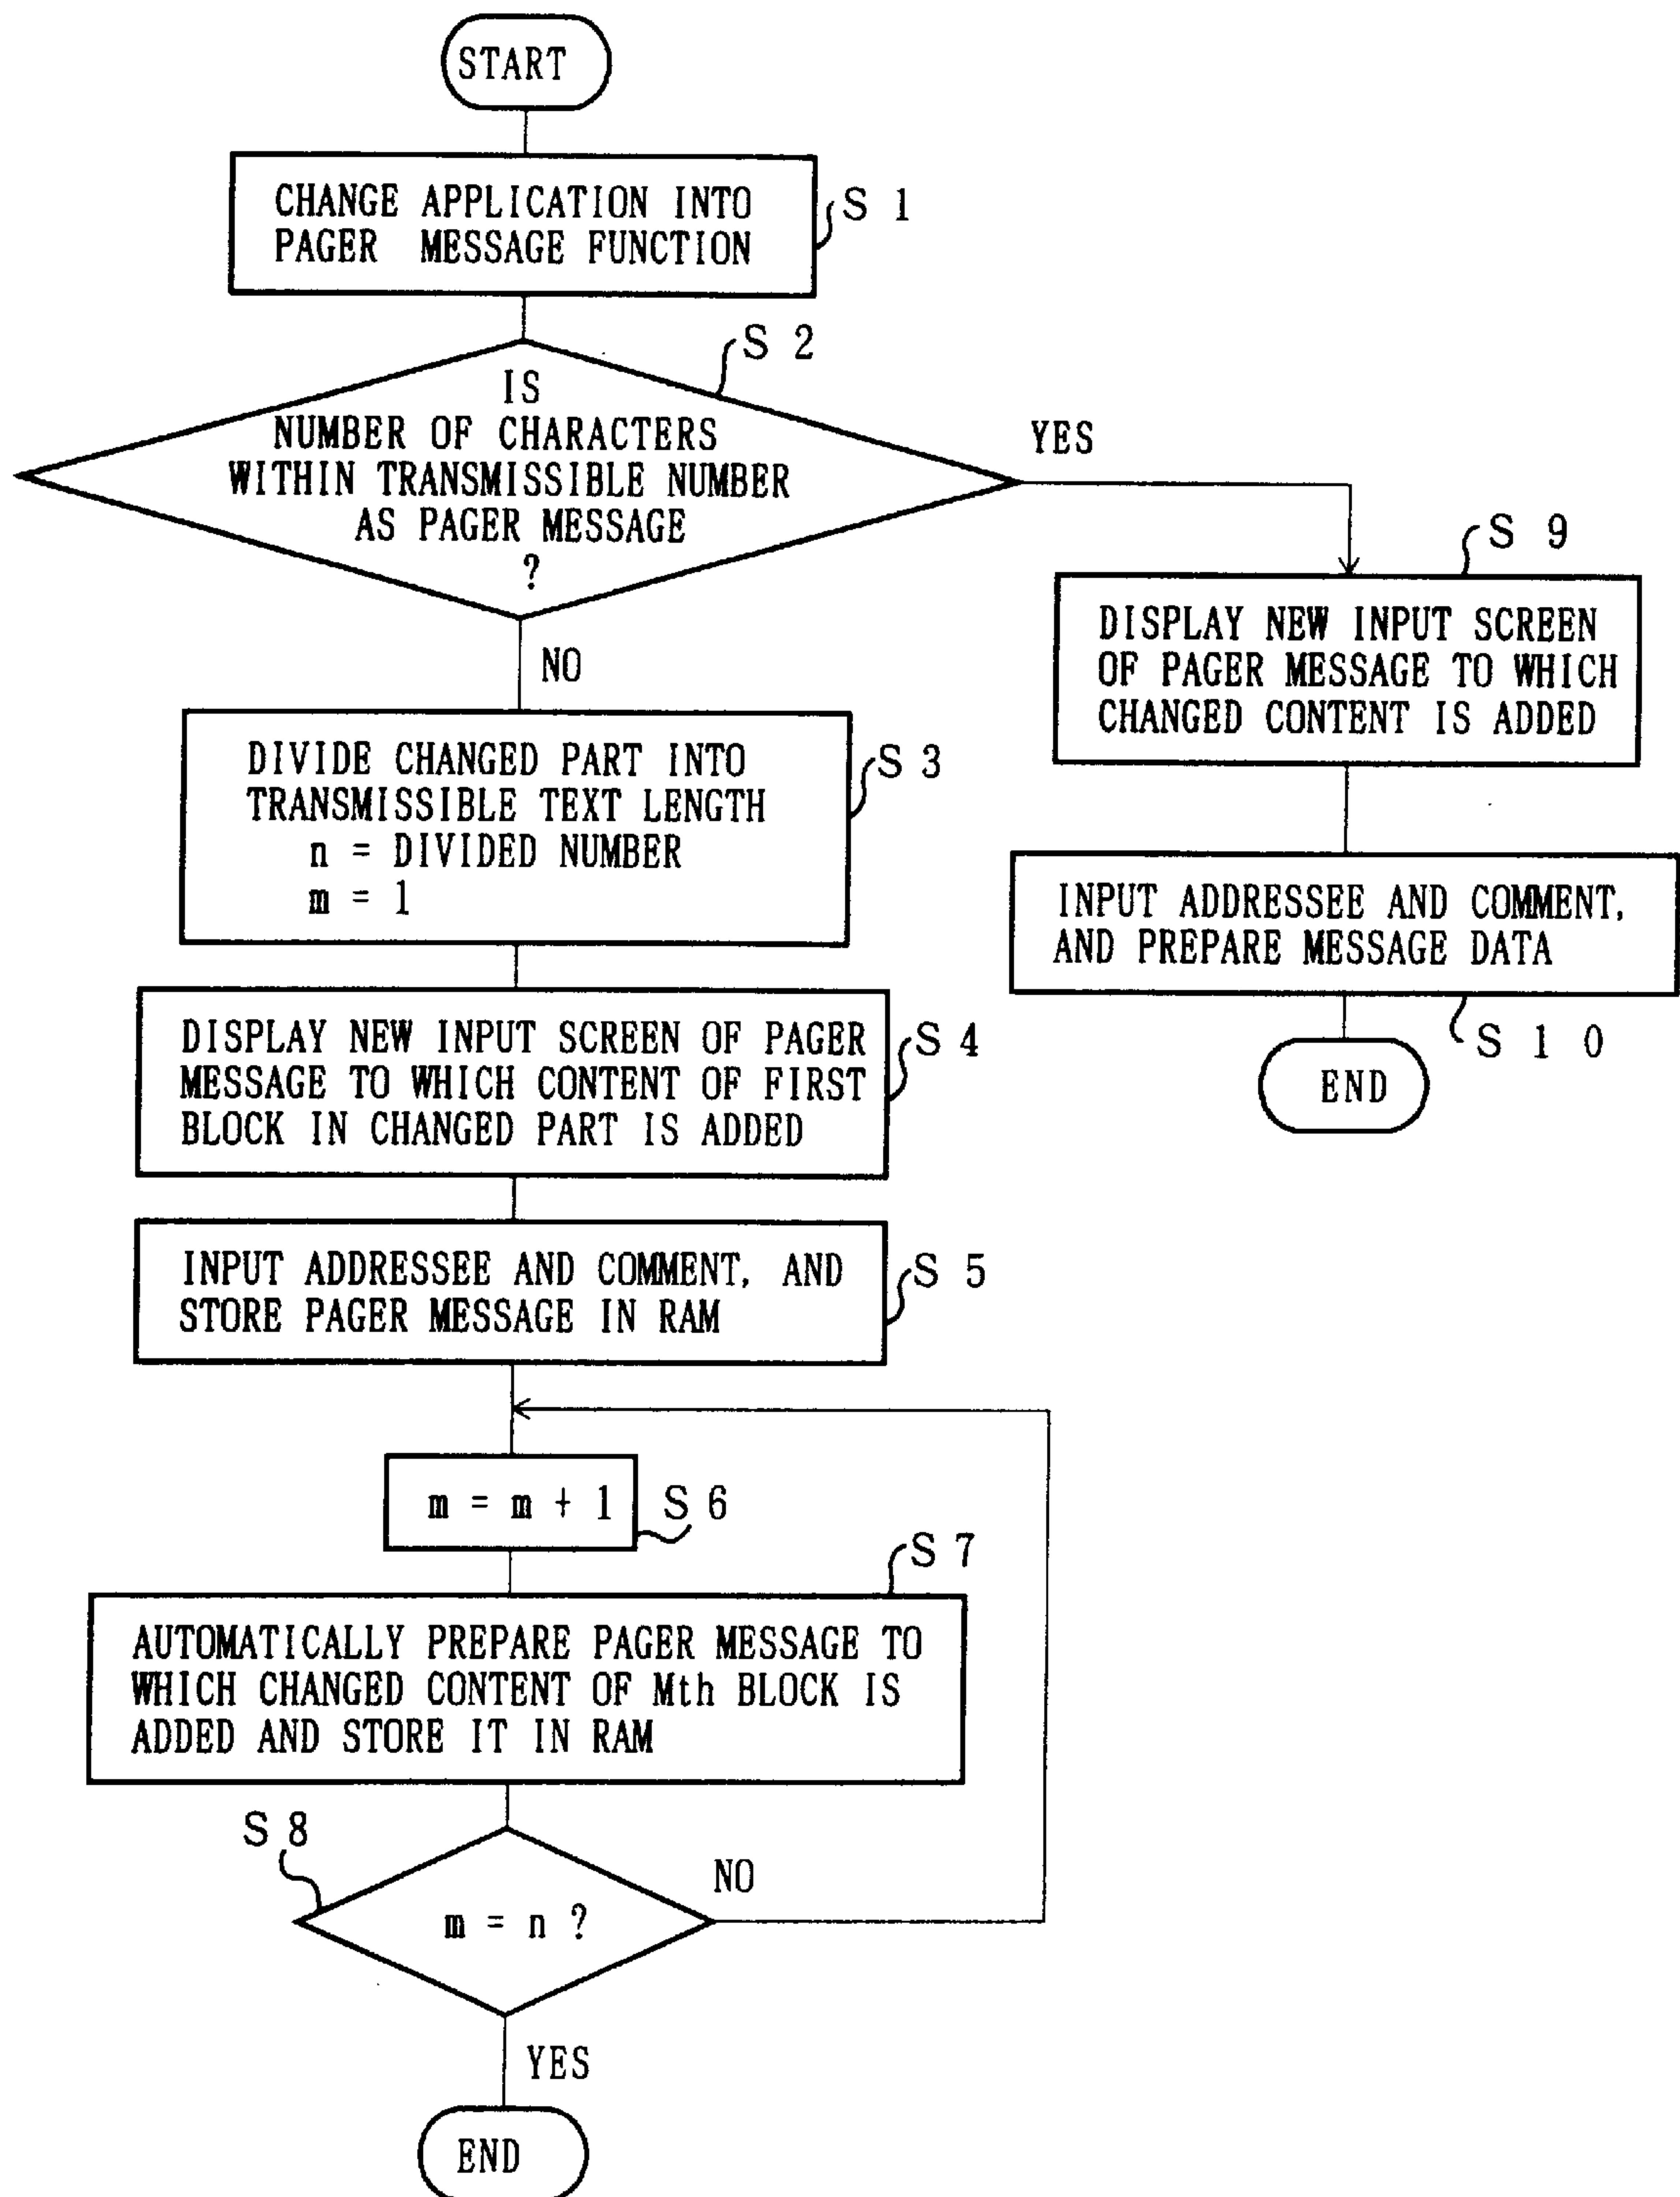 START
CHANGE APPLICATION INTO
PAGER MESSAGE FUNCTION
S 1
S 2
IS
NUMBER OF CHARACTERS
WITHIN TRANSMISSIBLE NUMBER
AS PAGER MESSAGE
?
YES
NO
DIVIDE CHANGED PART INTO
TRANSMISSIBLE TEXT LENGTH
n = DIVIDED NUMBER
m = 1
S 3
DISPLAY NEW INPUT SCREEN OF PAGER
MESSAGE TO WHICH CONTENT OF FIRST
BLOCK IN CHANGED PART IS ADDED
S 4
INPUT ADDRESSEE AND COMMENT, AND
STORE PAGER MESSAGE IN RAM
S 5
m = m + 1
S 6
S 7
AUTOMATICALLY PREPARE PAGER MESSAGE TO
WHICH CHANGED CONTENT OF Mth BLOCK IS
ADDED AND STORE IT IN RAM
S 8
m = n ?
NO
YES
END
S 9
DISPLAY NEW INPUT SCREEN
OF PAGER MESSAGE TO WHICH
CHANGED CONTENT IS ADDED
INPUT ADDRESSEE AND COMMENT,
AND PREPARE MESSAGE DATA
S 1 0
END